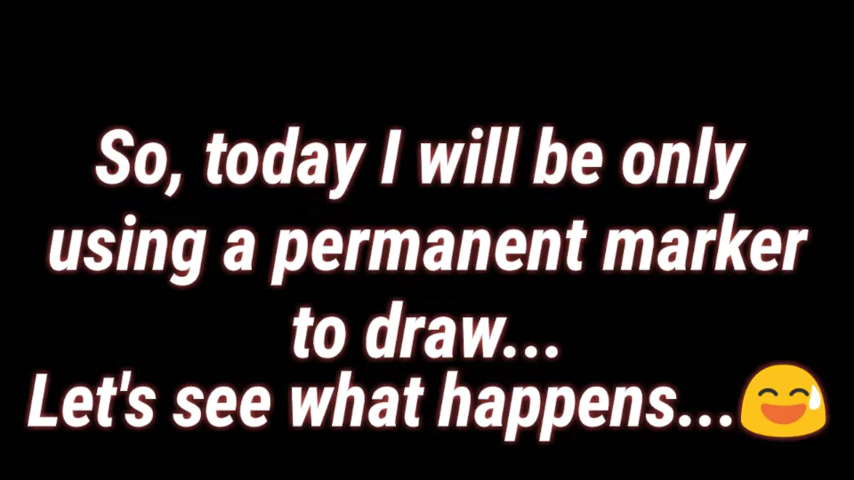 So, today I will be only
using a permanent marker
to draw...
Let's see what happens...😅